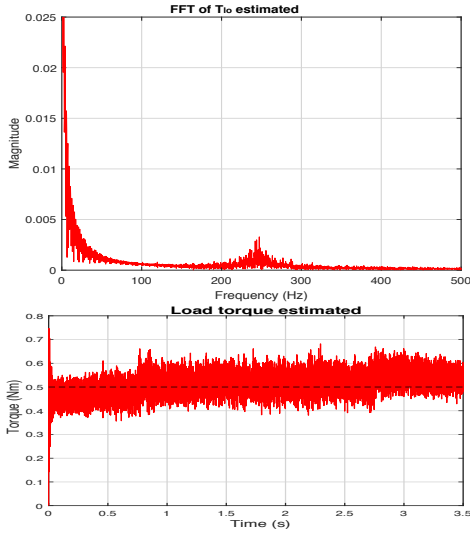 FFT of Tlo estimated
0.025
0.02
0.015
0.01
0.005
0
Magnitude
0 100 200 300 400 500
Frequency (Hz)
Load torque estimated
0.8
0.7
0.6
0.5
0.4
0.3
0.2
0.1
0
Torque (Nm)
0 0.5 1 1.5 2 2.5 3 3.5
Time (s)